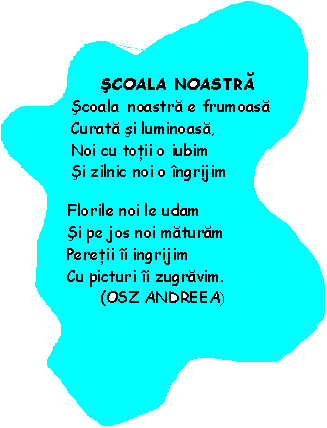 ŞCOALA NOASTRĂ
Şcoala noastră e frumoasă
Curată şi luminoasă,
Noi cu toţii o iubim
Şi zilnic noi o îngrijim
Florile noi le udam
Şi pe jos noi măturăm
Pereţii îi ingrijim
Cu picturi îi zugrăvim.
(OSZ ANDREEA)